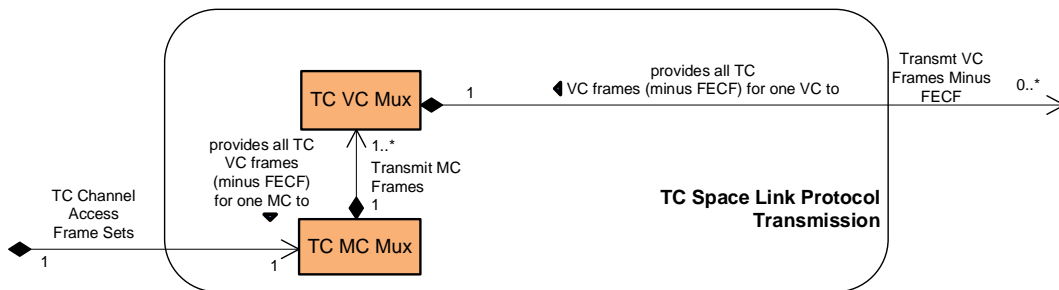 provides all TC
VC frames (minus FECF) for one VC to
Transmt VC
Frames Minus
FECF
0..*
TC VC Mux
1
provides all TC
VC frames
(minus FECF)
for one MC to
1..*
Transmit MC
Frames
1
TC Channel
Access
Frame Sets
1
1
TC MC Mux
TC Space Link Protocol
Transmission